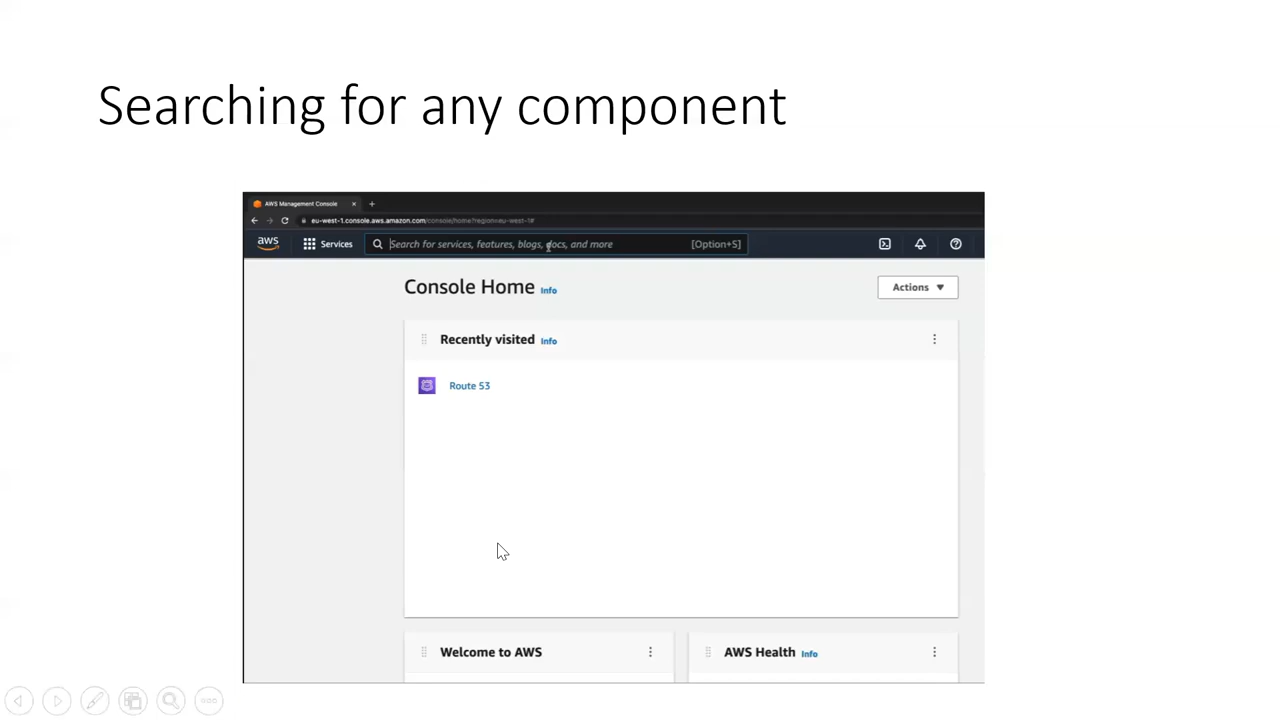 Searching for any component
AWS Management Console
eu-west-1.console.aws.amazon.com/console/home?region=eu-west-1#
aws Services Search for services, features, blogs, docs, and more [Option+S]
Console Home Info Actions
Recently visited Info
Route 53
Welcome to AWS AWS Health Info